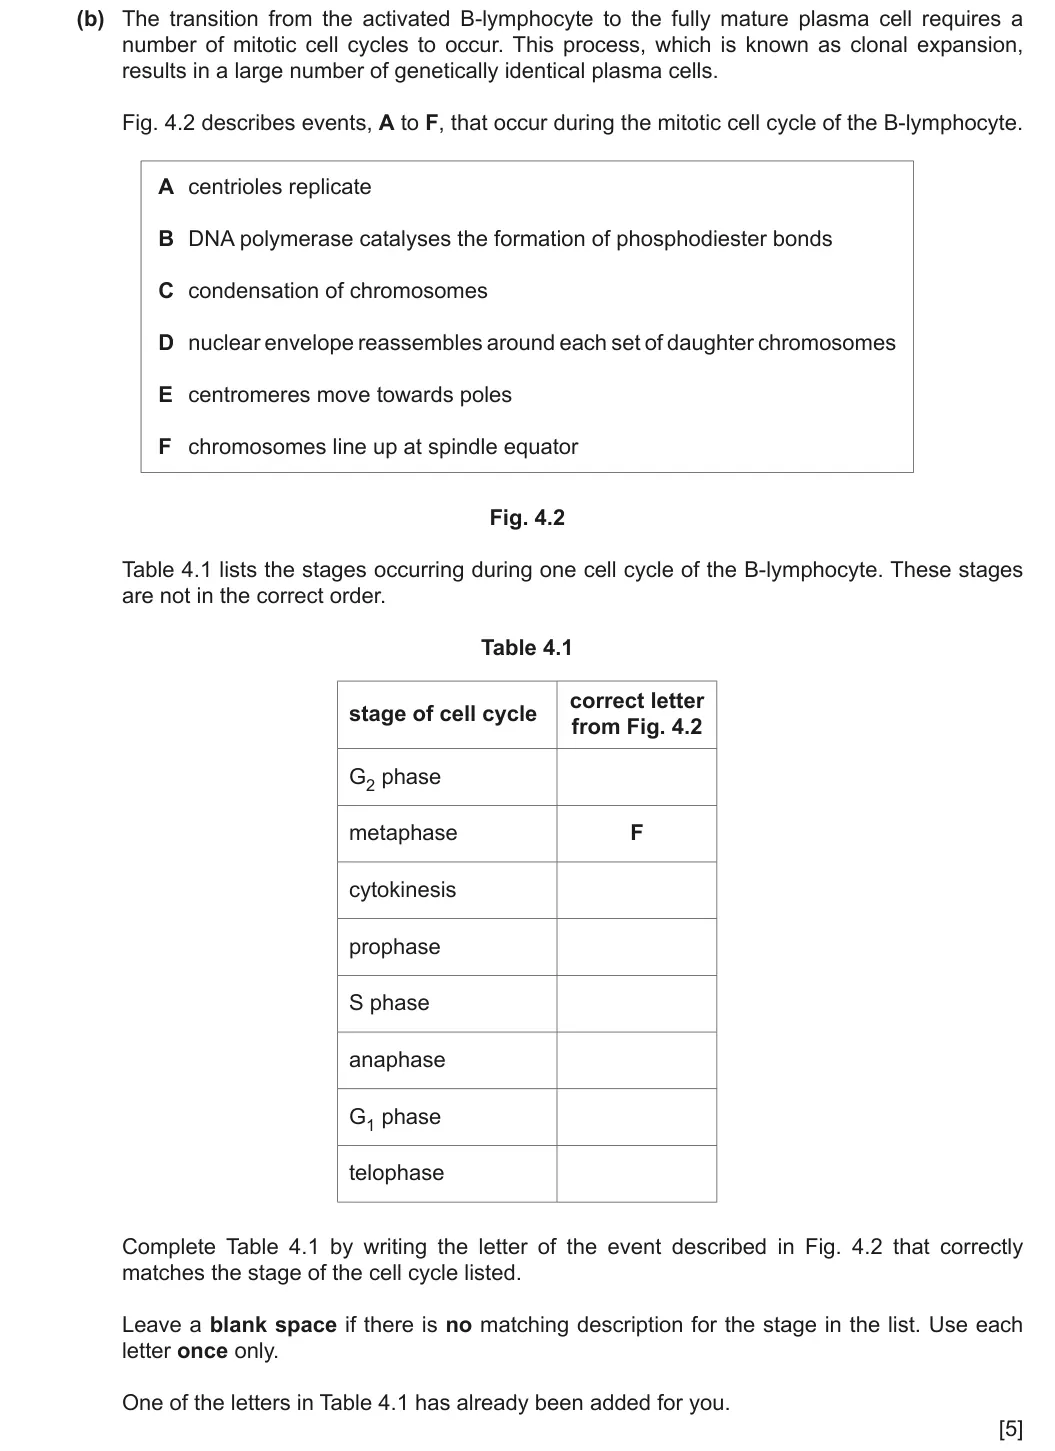 (b) The transition from the activated B-lymphocyte to the fully mature plasma cell requires a
number of mitotic cell cycles to occur. This process, which is known as clonal expansion,
results in a large number of genetically identical plasma cells.
Fig. 4.2 describes events, A to F, that occur during the mitotic cell cycle of the B-lymphocyte.
A centrioles replicate
B DNA polymerase catalyses the formation of phosphodiester bonds
C condensation of chromosomes
D nuclear envelope reassembles around each set of daughter chromosomes
E centromeres move towards poles
F chromosomes line up at spindle equator
Fig. 4.2
Table 4.1 lists the stages occurring during one cell cycle of the B-lymphocyte. These stages
are not in the correct order.
Table 4.1
stage of cell cycle
correct letter
from Fig. 4.2
G2 phase
metaphase F
cytokinesis
prophase
S phase
anaphase
G1 phase
telophase
Complete Table 4.1 by writing the letter of the event described in Fig. 4.2 that correctly
matches the stage of the cell cycle listed.
Leave a blank space if there is no matching description for the stage in the list. Use each
letter once only.
One of the letters in Table 4.1 has already been added for you.
[5]